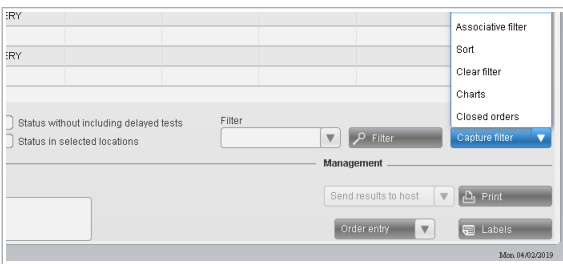 ERY
ERY
Associative filter
Sort
Clear filter
Charts
Closed orders
Status without including delayed tests
Status in selected locations
Filter
Filter
Capture filter
Management
Send results to host
Print
Order entry
Labels
Mon 04/02/2019